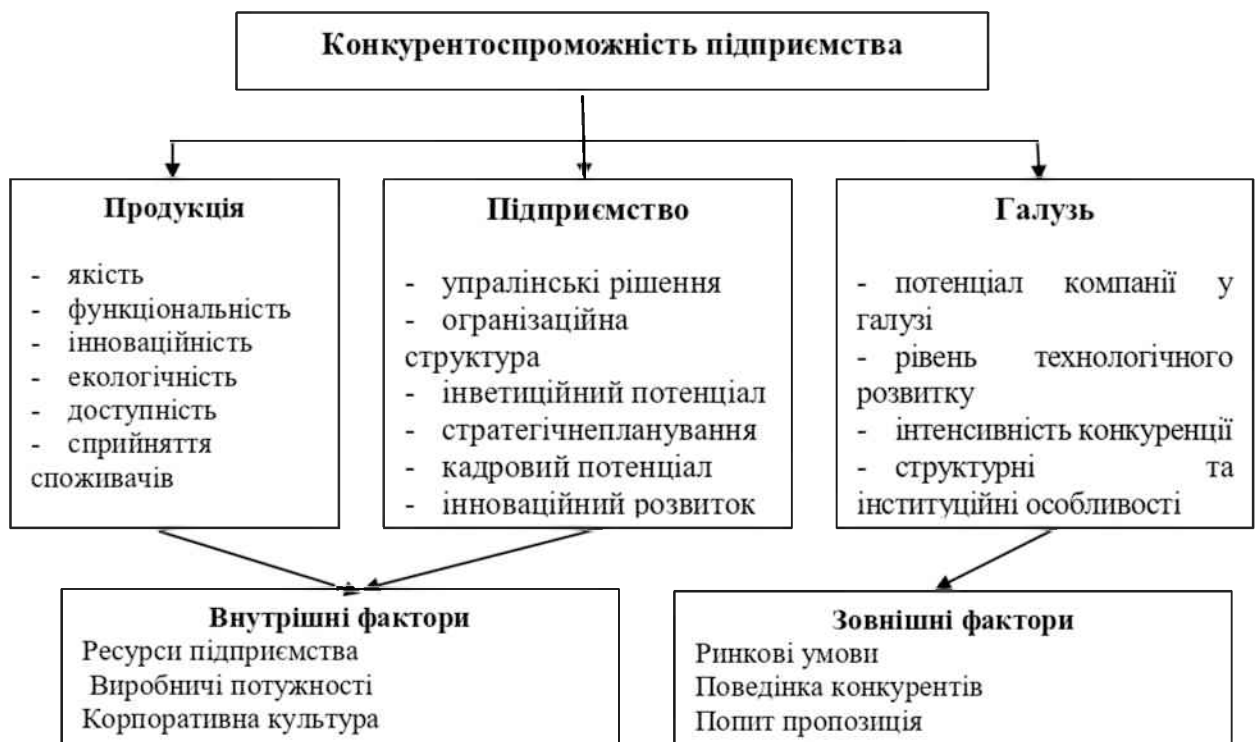 Конкурентоспроможність підприємства
Продукція
- якість
- функціональність
- інноваційність
- екологічність
- доступність
- сприйняття
споживачів
Підприємство
- упралінські рішення
- огранізаційна
структура
- інветиційний потенціал
- стратегічнепланування
- кадровий потенціал
- інноваційний розвиток
Галузь
- потенціал компанії у
галузі
- рівень технологічного
розвитку
- інтенсивність конкуренції
- структурні та
інституційні особливості
Внутрішні фактори
Ресурси підприємства
Виробничі потужності
Корпоративна культура
Зовнішні фактори
Ринкові умови
Поведінка конкурентів
Попит пропозиція